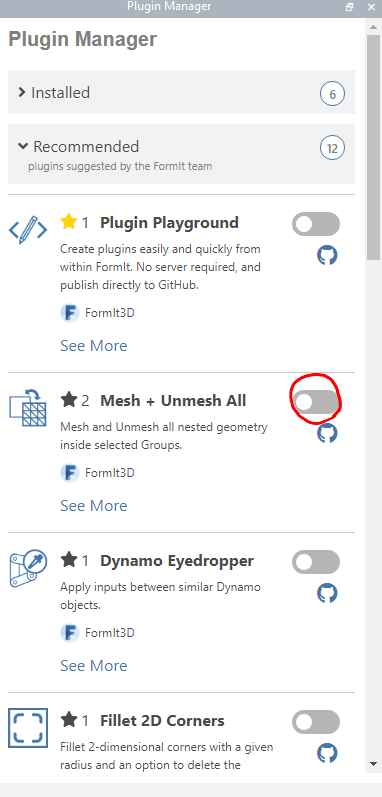 Plugin Manager
Plugin Manager
Installed
6
Recommended
12
plugins suggested by the FormIt team
1 Plugin Playground
Create plugins easily and quickly from
within FormIt. No server required, and
publish directly to GitHub.
FormIt3D
See More
2 Mesh + Unmesh All
Mesh and Unmesh all nested geometry
inside selected Groups.
FormIt3D
See More
1 Dynamo Eyedropper
Apply inputs between similar Dynamo
objects.
FormIt3D
See More
1 Fillet 2D Corners
Fillet 2-dimensional corners with a given
radius and an option to delete the